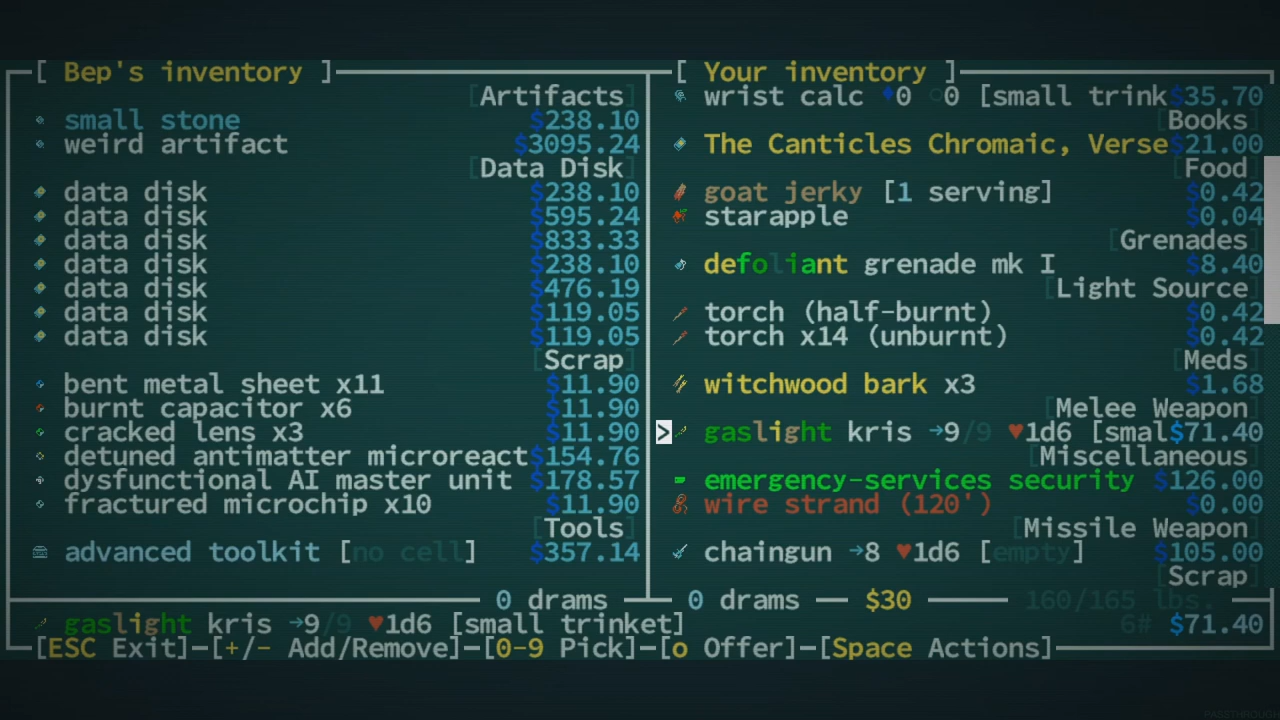 [ Bep's inventory ]
[Artifacts]
small stone $238.10
weird artifact $3095.24
[Data Disk]
data disk $238.10
data disk $595.24
data disk $833.33
data disk $238.10
data disk $476.19
data disk $119.05
data disk $119.05
[Scrap]
bent metal sheet x11 $11.90
burnt capacitor x6 $11.90
cracked lens x3 $11.90
detuned antimatter microreact$154.76
dysfunctional AI master unit $178.57
fractured microchip x10 $11.90
[Tools]
advanced toolkit [no cell] $357.14
0 drams
[ Your inventory ]
wrist calc ♦0 ○0 [small trink$35.70
[Books]
The Canticles Chromaic, Verse$21.00
[Food]
goat jerky [1 serving] $0.42
starapple $0.04
[Grenades]
defoliant grenade mk I $8.40
[Light Source]
torch (half-burnt) $0.42
torch x14 (unburnt) $0.42
[Meds]
witchwood bark x3 $1.68
[Melee Weapon]
> gaslight kris →9/9 ♥1d6 [smal$71.40
[Miscellaneous]
emergency-services security $126.00
wire strand (120') $0.00
[Missile Weapon]
chaingun →8 ♥1d6 [empty] $105.00
[Scrap]
0 drams $30 160/165 lbs.
gaslight kris →9/9 ♥1d6 [small trinket] 6# $71.40
[ESC Exit]-[+/- Add/Remove]-[0-9 Pick]-[o Offer]-[Space Actions]